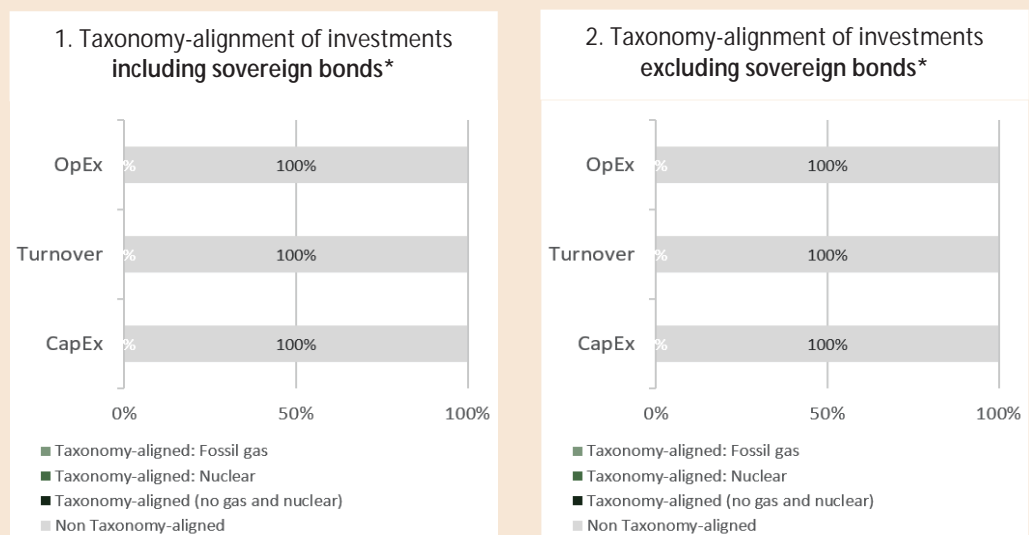 1. Taxonomy-alignment of investments
including sovereign bonds*
OpEx
%
100%
Turnover
%
100%
CapEx
%
100%
0%
50%
100%
■ Taxonomy-aligned: Fossil gas
■ Taxonomy-aligned: Nuclear
■ Taxonomy-aligned (no gas and nuclear)
■ Non Taxonomy-aligned
2. Taxonomy-alignment of investments
excluding sovereign bonds*
OpEx
%
100%
Turnover
%
100%
CapEx
%
100%
0%
50%
100%
■ Taxonomy-aligned: Fossil gas
■ Taxonomy-aligned: Nuclear
■ Taxonomy-aligned (no gas and nuclear)
■ Non Taxonomy-aligned